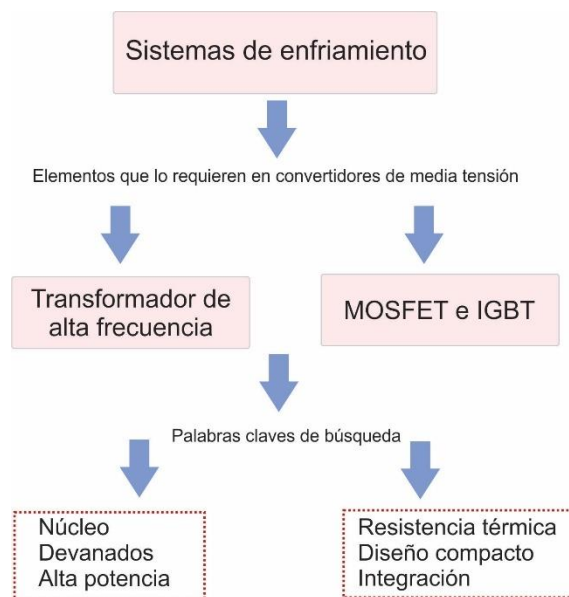 Sistemas de enfriamiento
Elementos que lo requieren en convertidores de media tensión
Transformador de
alta frecuencia
MOSFET e IGBT
Palabras claves de búsqueda
Núcleo
Devanados
Alta potencia
Resistencia térmica
Diseño compacto
Integración